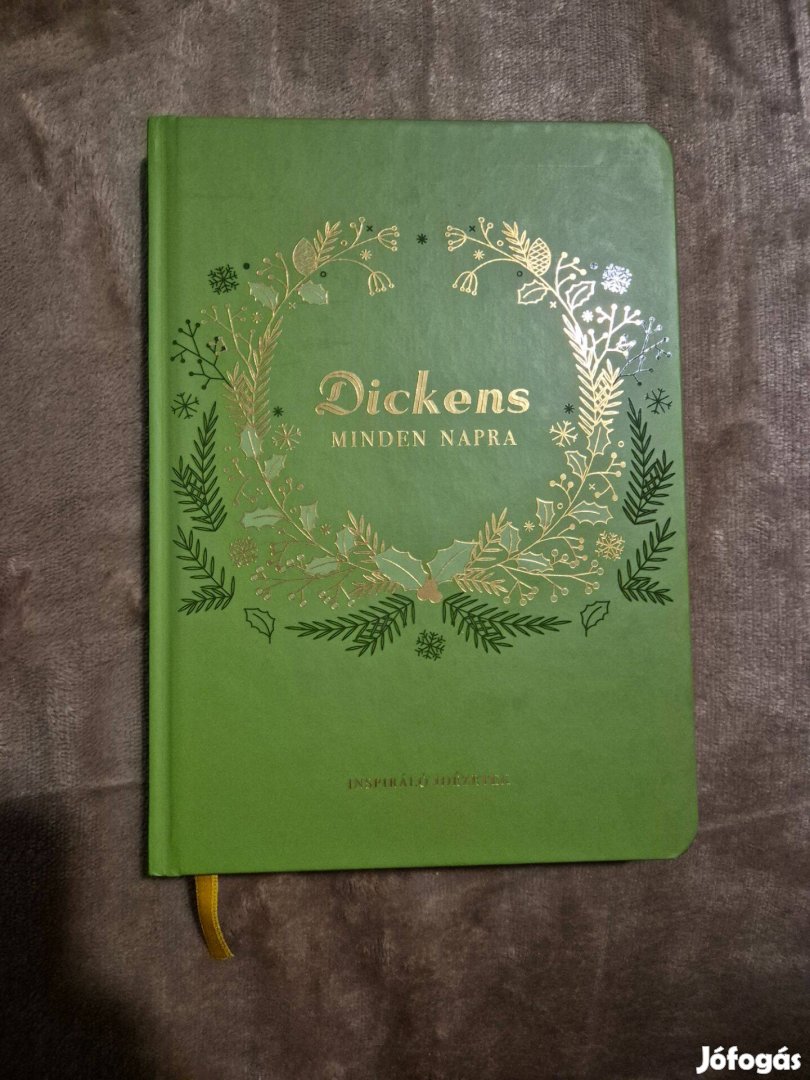 Dickens
MINDEN NAPRA
INSPIRÁLÓ IDÉZETEK
Jófogás